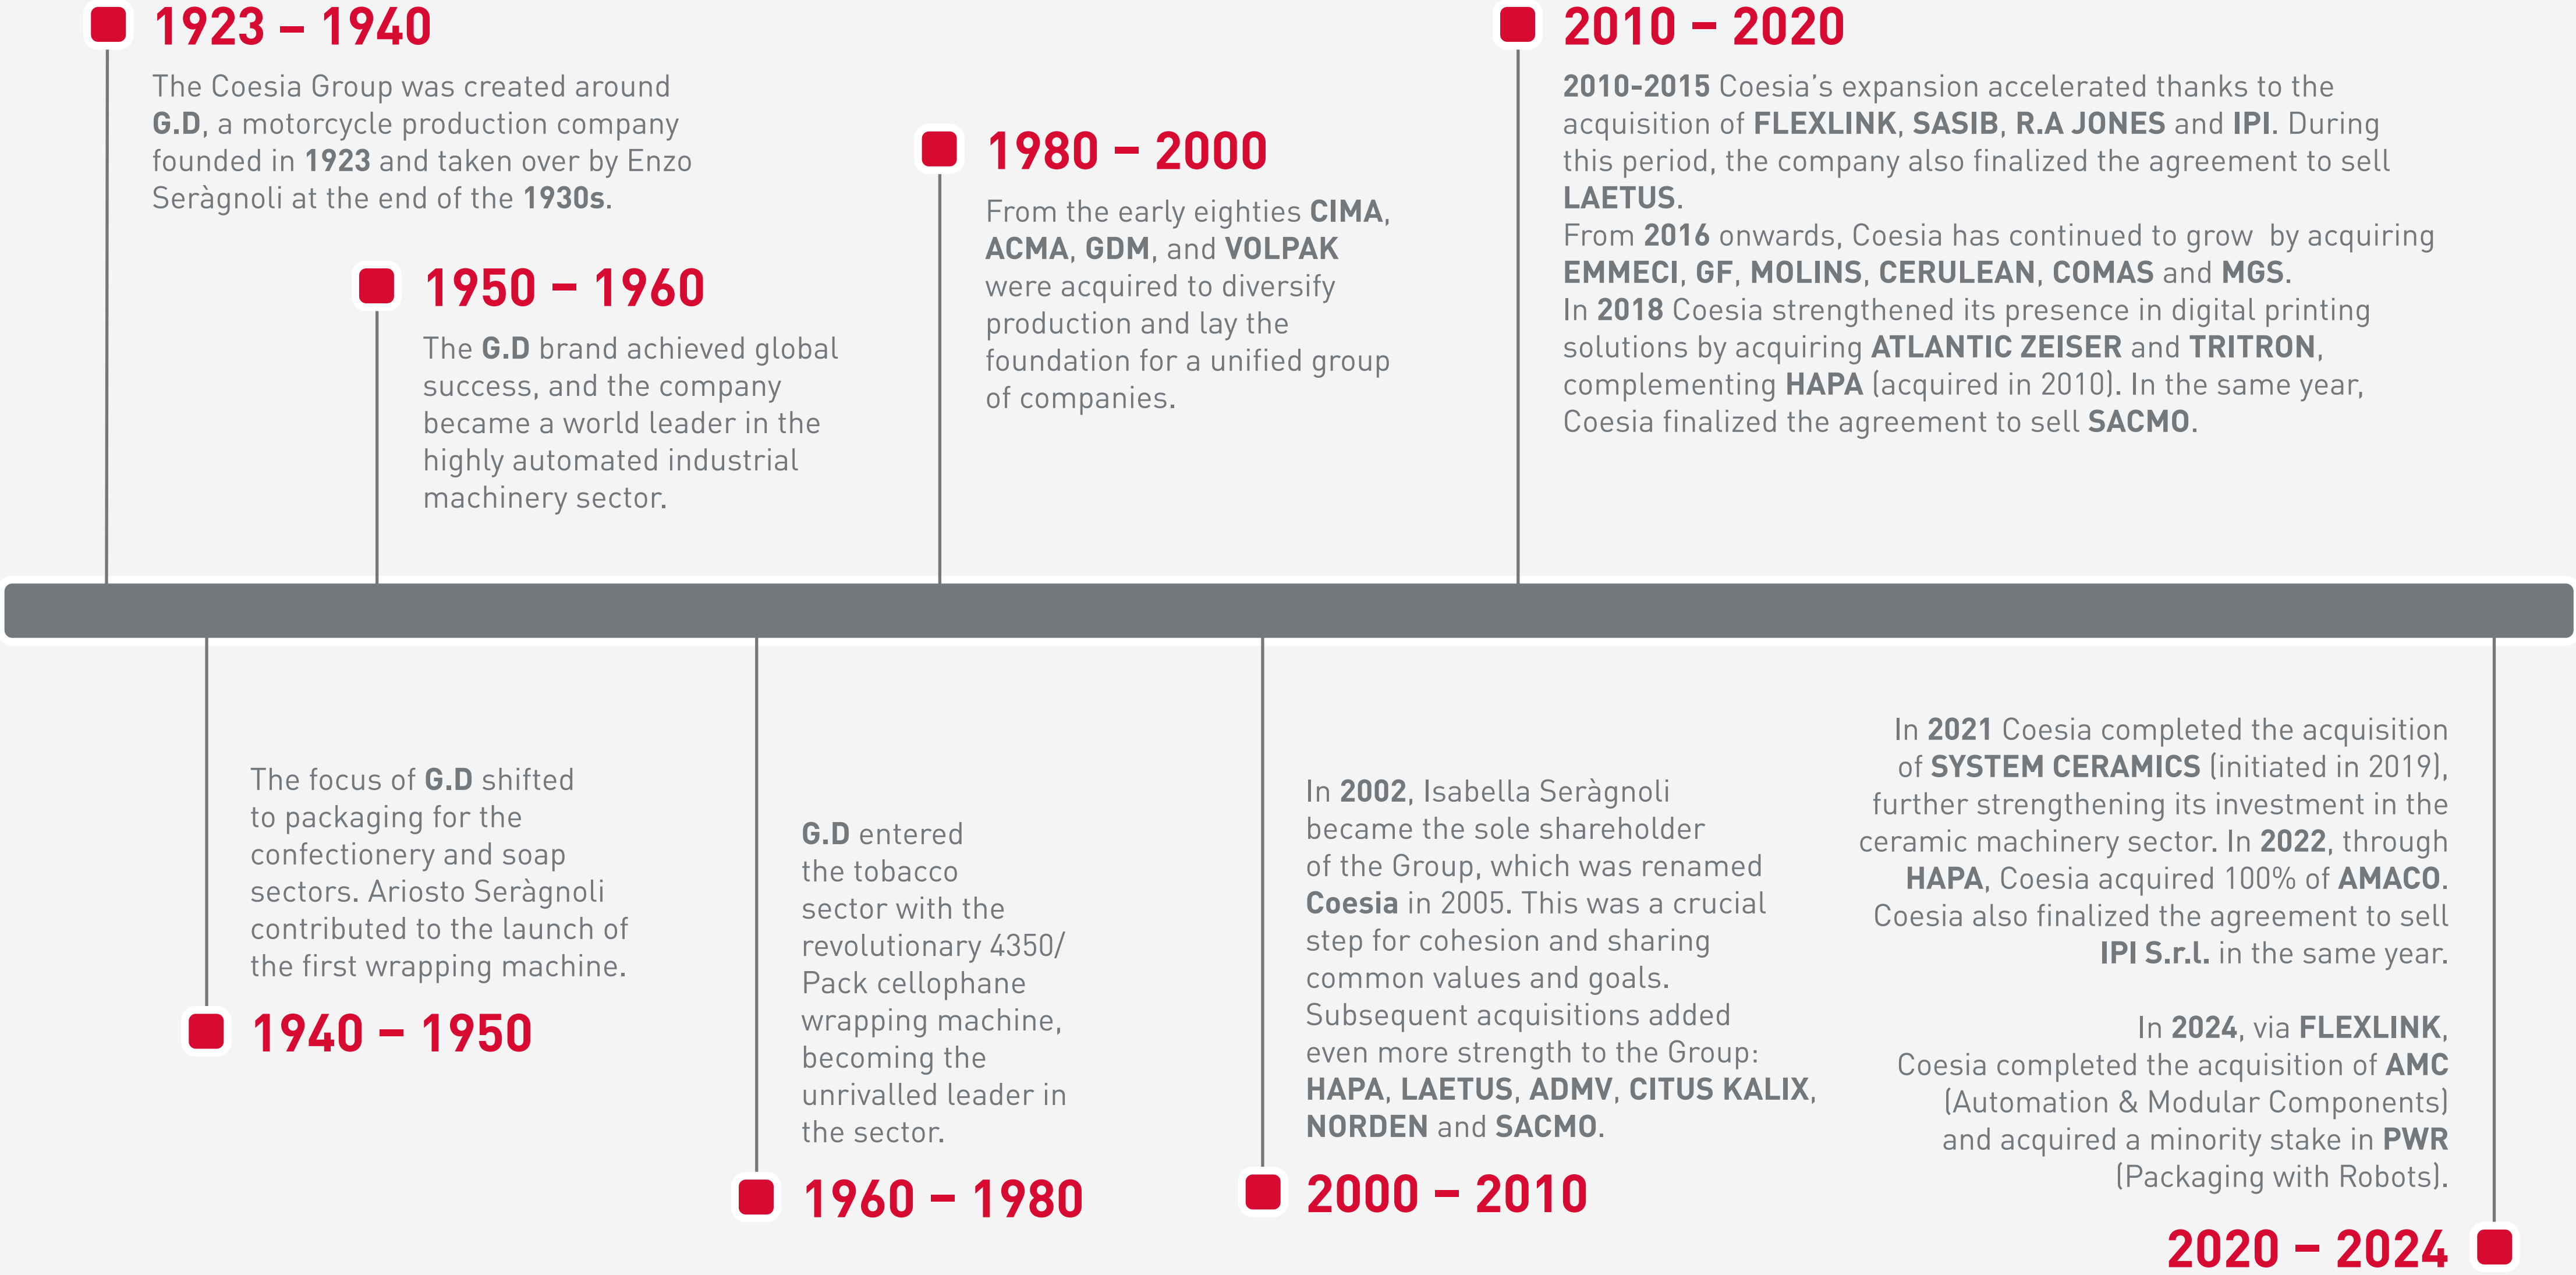 1923 – 1940
The Coesia Group was created around
G.D, a motorcycle production company
founded in 1923 and taken over by Enzo
Seràgnoli at the end of the 1930s.
1940 – 1950
The focus of G.D shifted
to packaging for the
confectionery and soap
sectors. Ariosto Seràgnoli
contributed to the launch of
the first wrapping machine.
1950 – 1960
The G.D brand achieved global
success, and the company
became a world leader in the
highly automated industrial
machinery sector.
1960 – 1980
G.D entered
the tobacco
sector with the
revolutionary 4350/
Pack cellophane
wrapping machine,
becoming the
unrivalled leader in
the sector.
1980 – 2000
From the early eighties CIMA,
ACMA, GDM, and VOLPAK
were acquired to diversify
production and lay the
foundation for a unified group
of companies.
2000 – 2010
In 2002, Isabella Seràgnoli
became the sole shareholder
of the Group, which was renamed
Coesia in 2005. This was a crucial
step for cohesion and sharing
common values and goals.
Subsequent acquisitions added
even more strength to the Group:
HAPA, LAETUS, ADMV, CITUS KALIX,
NORDEN and SACMO.
2010 – 2020
2010-2015 Coesia’s expansion accelerated thanks to the
acquisition of FLEXLINK, SASIB, R.A JONES and IPI. During
this period, the company also finalized the agreement to sell
LAETUS.
From 2016 onwards, Coesia has continued to grow by acquiring
EMMECI, GF, MOLINS, CERULEAN, COMAS and MGS.
In 2018 Coesia strengthened its presence in digital printing
solutions by acquiring ATLANTIC ZEISER and TRITRON,
complementing HAPA (acquired in 2010). In the same year,
Coesia finalized the agreement to sell SACMO.
2020 – 2024
In 2021 Coesia completed the acquisition
of SYSTEM CERAMICS (initiated in 2019),
further strengthening its investment in the
ceramic machinery sector. In 2022, through
HAPA, Coesia acquired 100% of AMACO.
Coesia also finalized the agreement to sell
IPI S.r.l. in the same year.
In 2024, via FLEXLINK,
Coesia completed the acquisition of AMC
(Automation & Modular Components)
and acquired a minority stake in PWR
(Packaging with Robots).